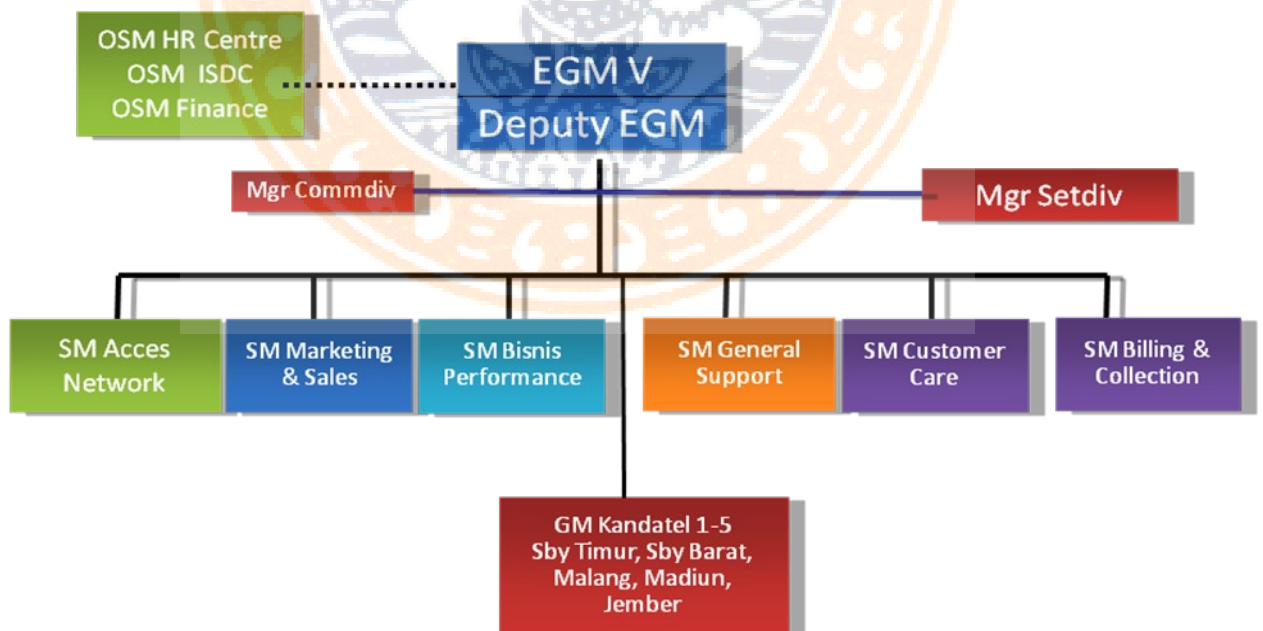 OSM HR Centre
OSM ISDC
OSM Finance
EGM V
Deputy EGM
Mgr Commdiv
Mgr Setdiv
SM Acces
Network
SM Marketing
& Sales
SM Bisnis
Performance
SM General
Support
SM Customer
Care
SM Billing &
Collection
GM Kandatel 1-5
Sby Timur, Sby Barat,
Malang, Madiun,
Jember